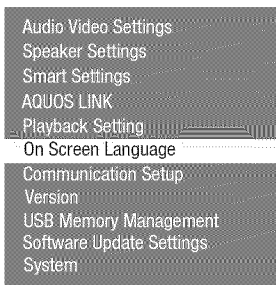 Audio Video Settings
Speaker Settings
Smart Settings
AQUOS LINK
Playback Setting
On Screen Language
Communication Setup
Version
USB Memory Management
Software Update Settings
System